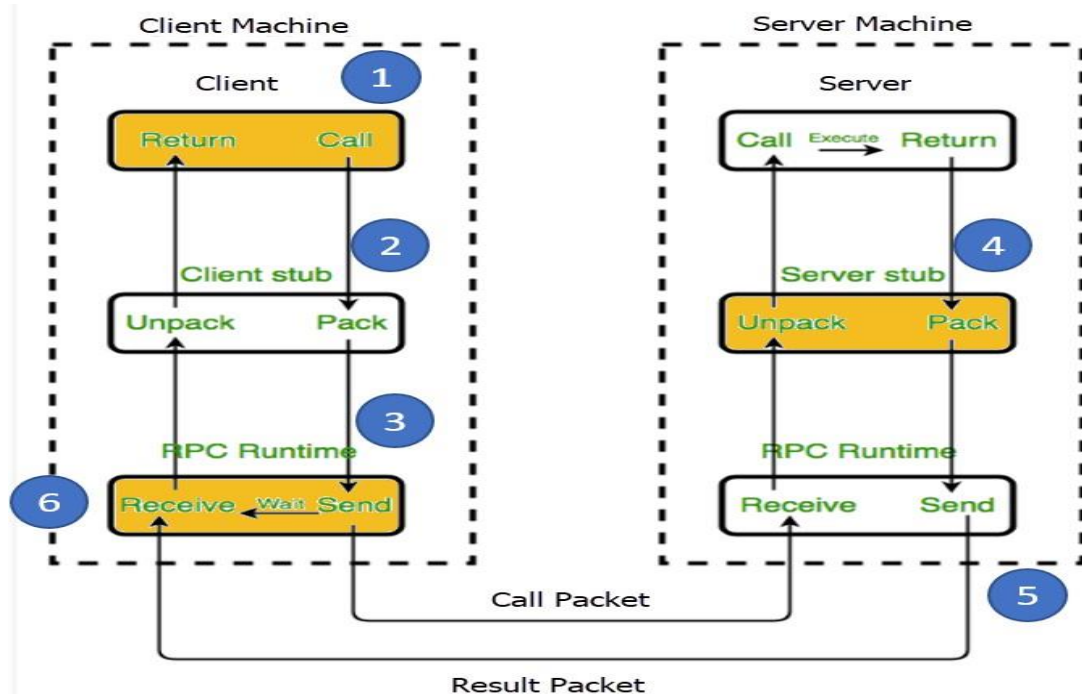 Client Machine
Server Machine
1
Client
Server
Return Call
Call Execute Return
2
4
Client stub
Server stub
Unpack Pack
Unpack Pack
3
RPC Runtime
RPC Runtime
6
Receive Wait Send
Receive Send
5
Call Packet
Result Packet